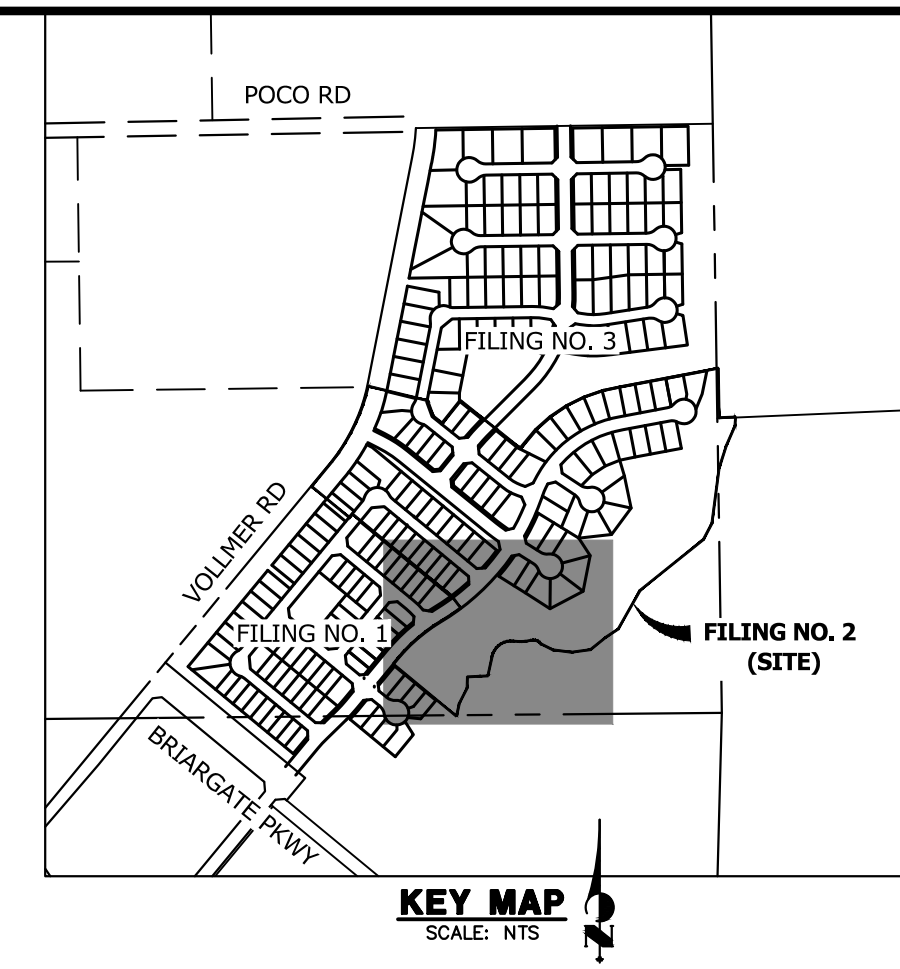 POCO RD
FILING NO. 3
VOLLMER RD
FILING NO. 1
FILING NO. 2
(SITE)
BRIARGATE PKWY
KEY MAP
SCALE: NTS
N